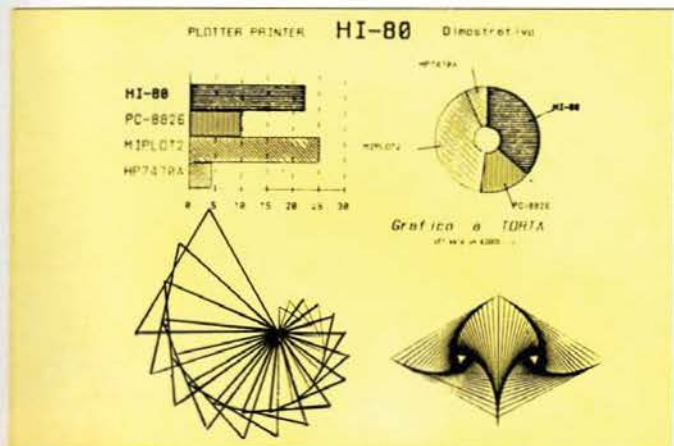 PLOTTER PRINTER HI-80 Dimostrativo
HI-80
PC-8826
MIPLOT2
HP7470A
0 5 10 15 20 25 30
HP7470A
HI-80
MIPLOT2
PC-8826
Grafico a TORTA